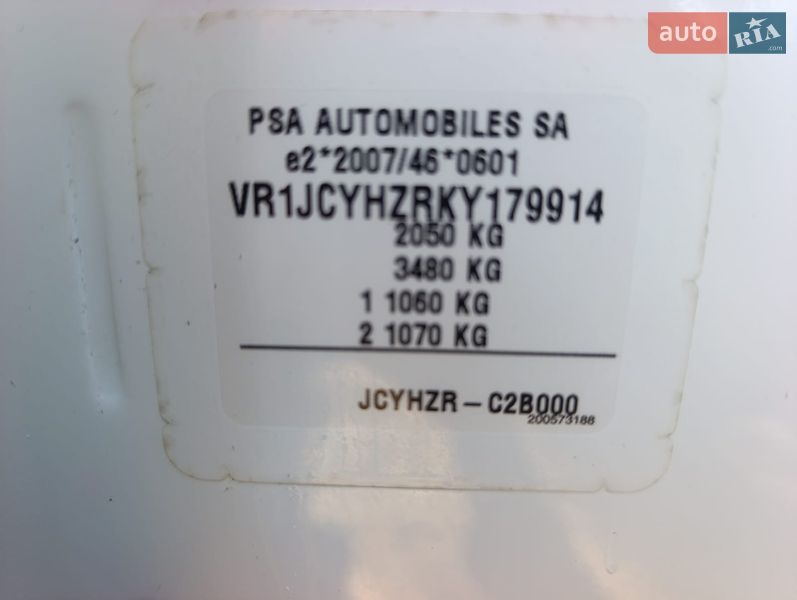 auto RIA
.com
PSA AUTOMOBILES SA
e2*2007/46*0601
VR1JCYHZRKY179914
2050 KG
3480 KG
1 1060 KG
2 1070 KG
JCYHZR – C2B000
200573188